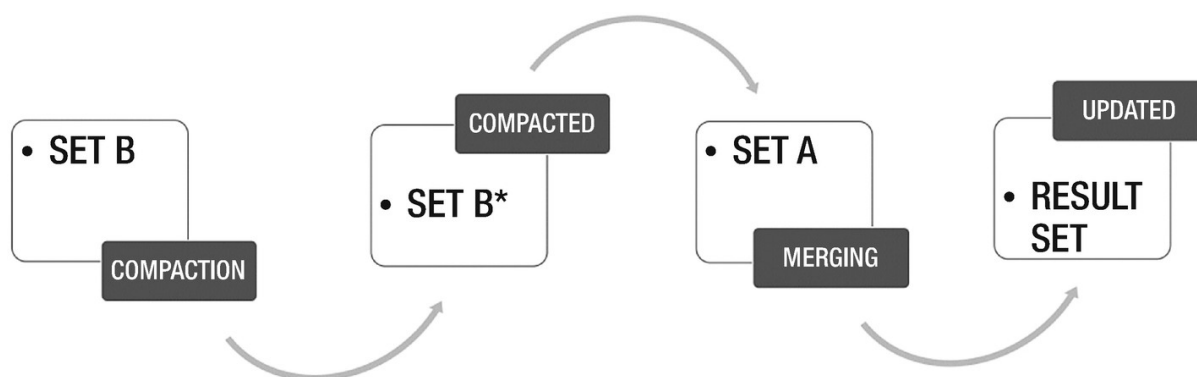 • SET B
COMPACTION
COMPACTED
• SET B*
• SET A
MERGING
UPDATED
• RESULT
SET